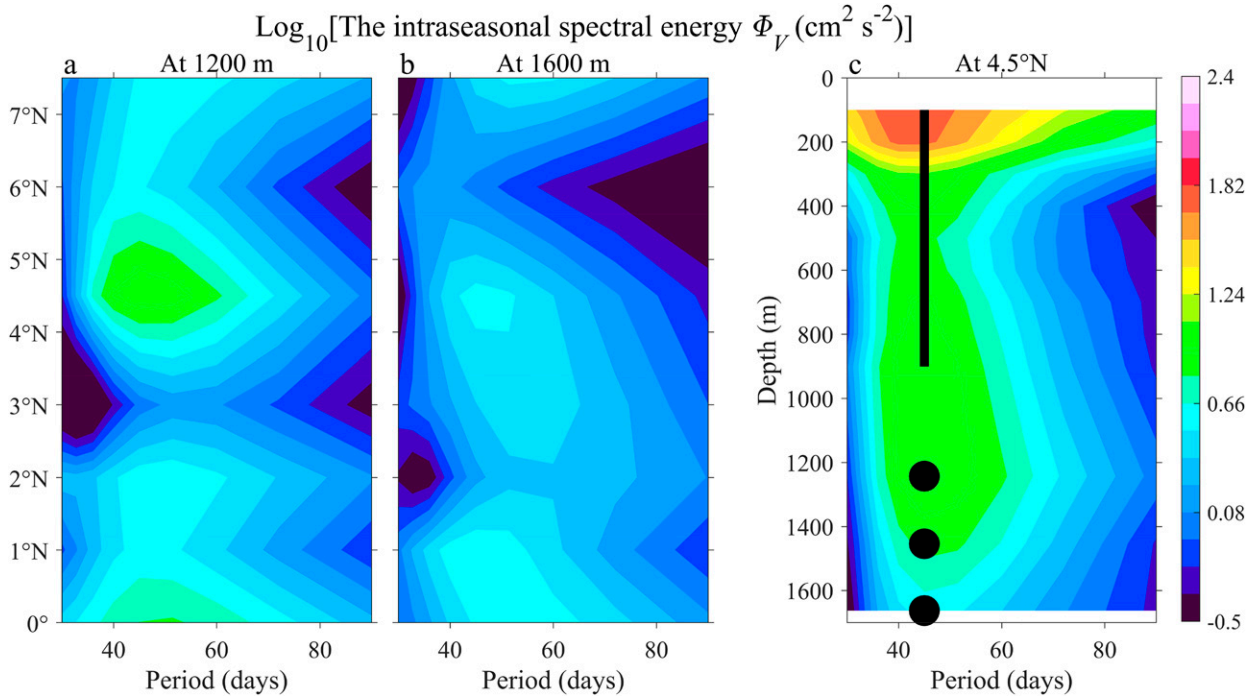 Log10[The intraseasonal spectral energy ΦV (cm² s⁻²)]
a At 1200 m
b At 1600 m
c At 4.5°N
7°N
6°N
5°N
4°N
3°N
2°N
1°N
0°
40 60 80
Period (days)
40 60 80
Period (days)
Depth (m)
0
200
400
600
800
1000
1200
1400
1600
40 60 80
Period (days)
2.4
1.82
1.24
0.66
0.08
-0.5